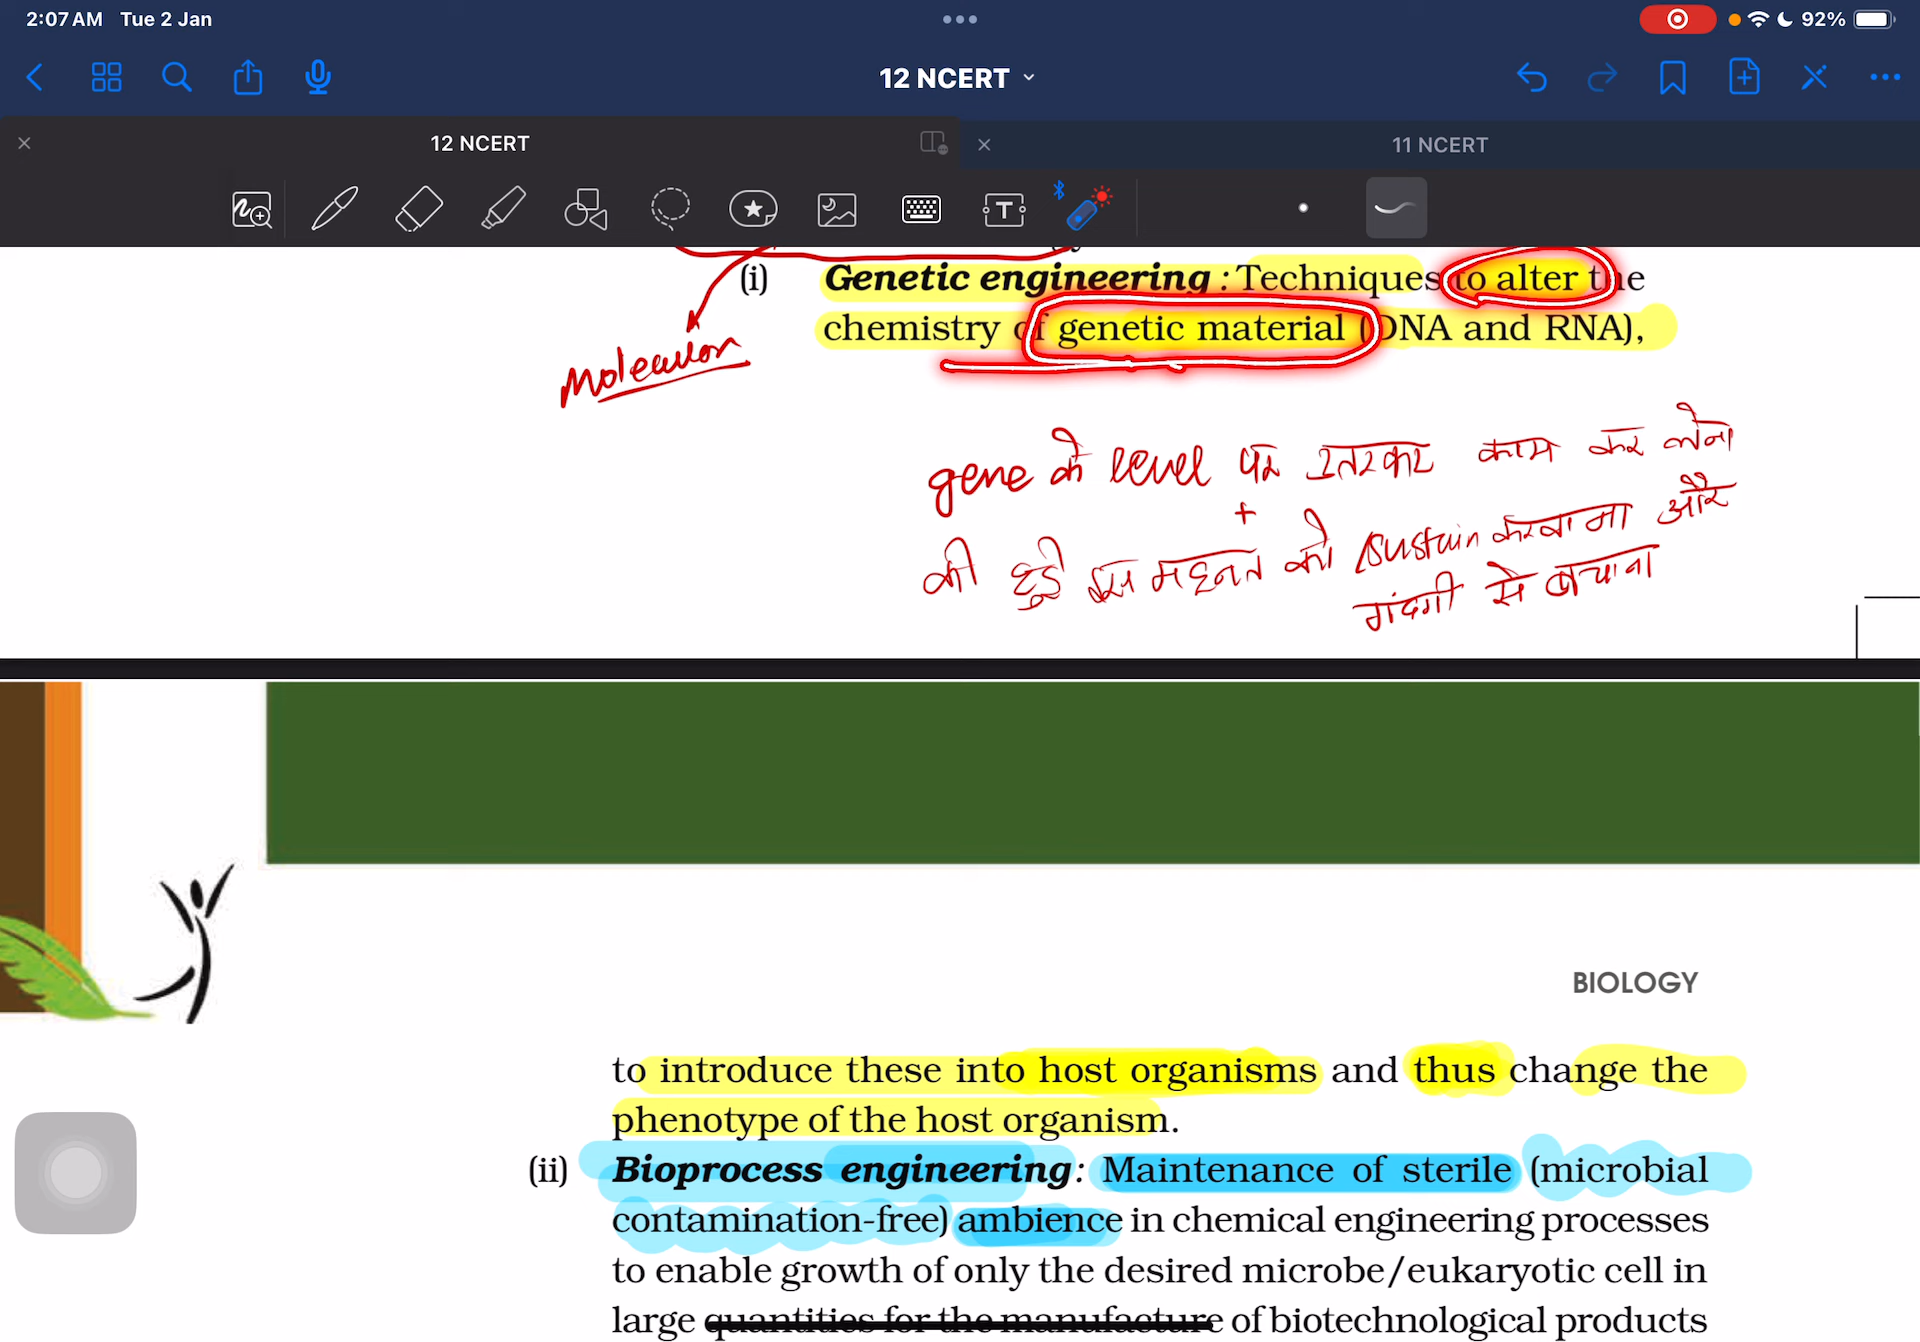 2:07 AM Tue 2 Jan
92%
12 NCERT
12 NCERT
11 NCERT
(i) Genetic engineering : Techniques to alter the
chemistry of genetic material (DNA and RNA),
Molecular
gene के level पर उतरकर काम कर लेना
+
की हुई इस महनत को sustain करवाना और
गंदगी से बचाना
BIOLOGY
to introduce these into host organisms and thus change the
phenotype of the host organism.
(ii) Bioprocess engineering: Maintenance of sterile (microbial
contamination-free) ambience in chemical engineering processes
to enable growth of only the desired microbe/eukaryotic cell in
large quantities for the manufacture of biotechnological products